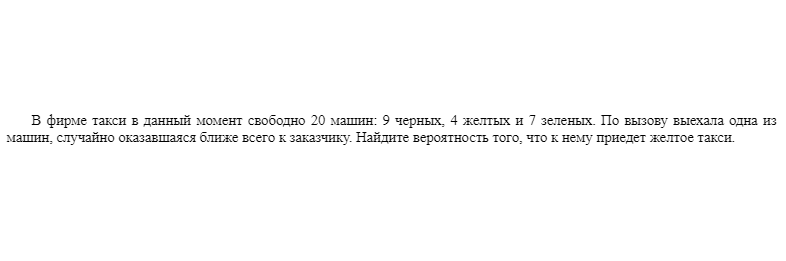 В фирме такси в данный момент свободно 20 машин: 9 черных, 4 желтых и 7 зеленых. По вызову выехала одна из
машин, случайно оказавшаяся ближе всего к заказчику. Найдите вероятность того, что к нему приедет желтое такси.